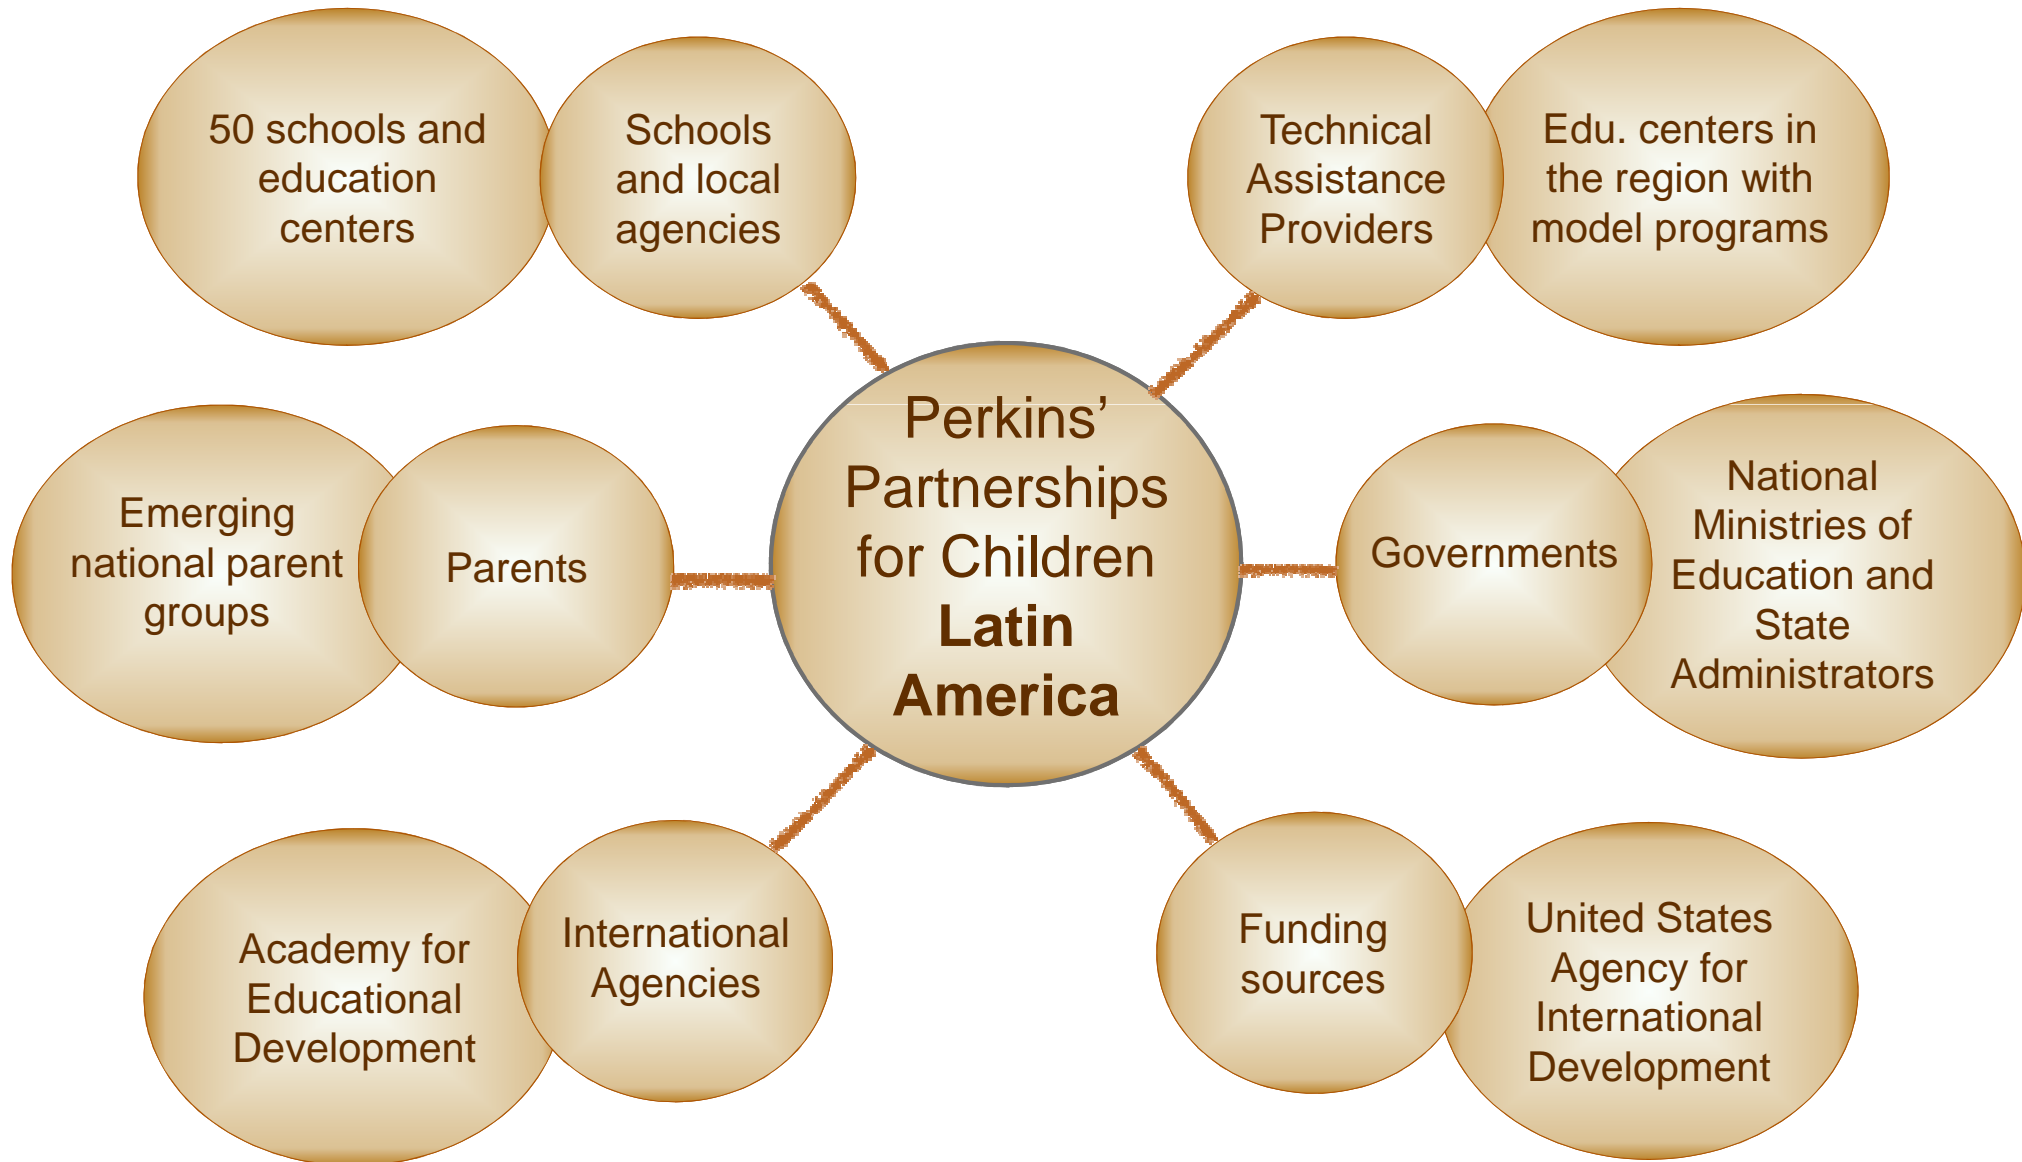 50 schools and
education
centers
Schools
and local
agencies
Technical
Assistance
Providers
Edu. centers in
the region with
model programs
Emerging
national parent
groups
Parents
Perkins’
Partnerships
for Children
Latin
America
Governments
National
Ministries of
Education and
State
Administrators
Academy for
Educational
Development
International
Agencies
Funding
sources
United States
Agency for
International
Development